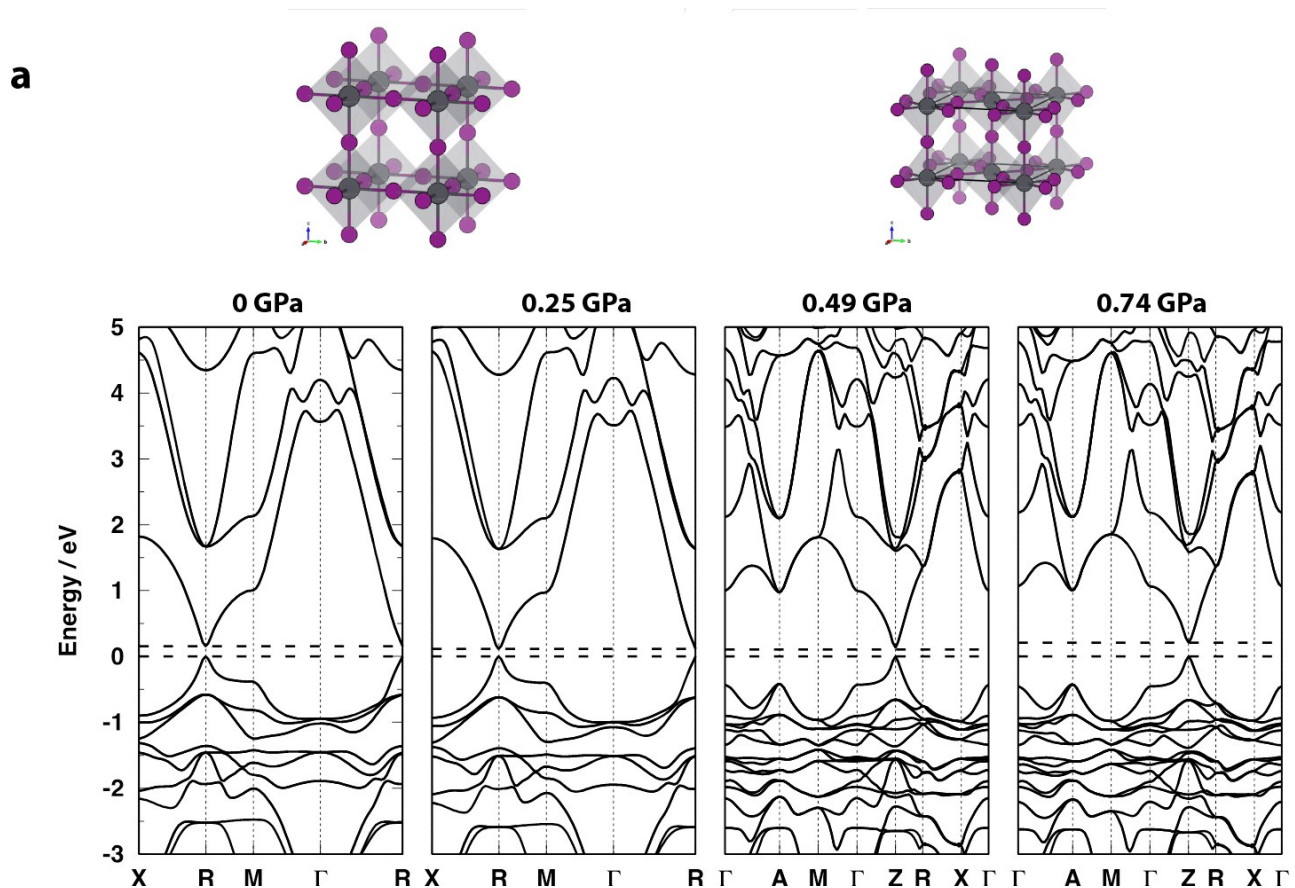 a
0 GPa 0.25 GPa 0.49 GPa 0.74 GPa
Energy / eV
5
4
3
2
1
0
-1
-2
-3
X R M Γ R X R M Γ R Γ A M Γ Z R X Γ Γ A M Γ Z R X Γ